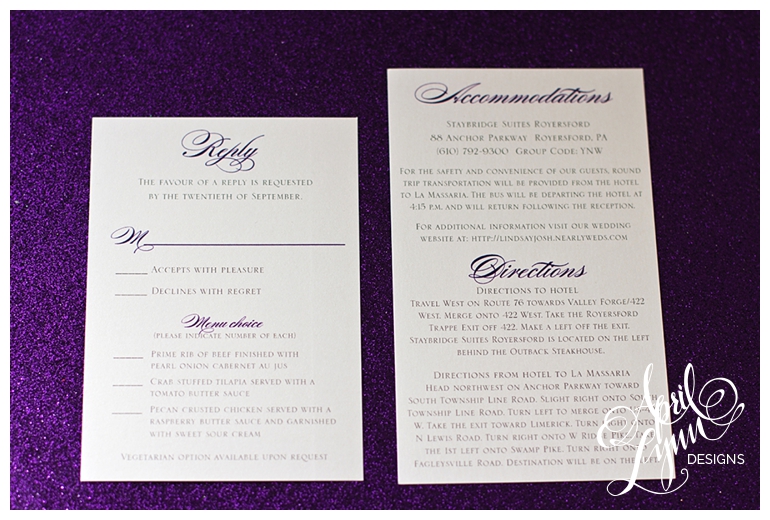 Reply
The favour of a reply is requested
by the twentieth of September.
M
Accepts with pleasure
Declines with regret
Menu choice
(please indicate number of each)
Prime rib of beef finished with
pearl onion cabernet au jus
Crab stuffed tilapia served with a
tomato butter sauce
Pecan crusted chicken served with a
raspberry butter sauce and garnished
with sweet sour cream
Vegetarian option available upon request
Accommodations
Staybridge Suites Royersford
88 Anchor Parkway Royersford, PA
(610) 792-9300 Group Code: YNW
For the safety and convenience of our guests, round
trip transportation will be provided from the hotel
to La Massaria. The bus will be departing the hotel at
4:15 p.m. and will return following the reception.
For additional information visit our wedding
website at: http://lindsayjosh.nearlyweds.com
Directions
Directions to hotel
Travel West on Route 76 towards Valley Forge/422
West. Merge onto 422 West. Take the Royersford
Trappe Exit off 422. Make a left off the exit.
Staybridge Suites Royersford is located on the left
behind the Outback Steakhouse.
Directions from hotel to La Massaria
Head northwest on Anchor Parkway toward
South Township Line Road. Slight right onto South
Township Line Road. Turn left to merge onto
W. Take the exit toward Limerick. Turn right onto
N Lewis Road. Turn right onto W Ridge Pike.
the 1st left onto Swamp Pike. Turn right onto
Fagleysville Road. Destination will be on the left.
April
Lynn
DESIGNS